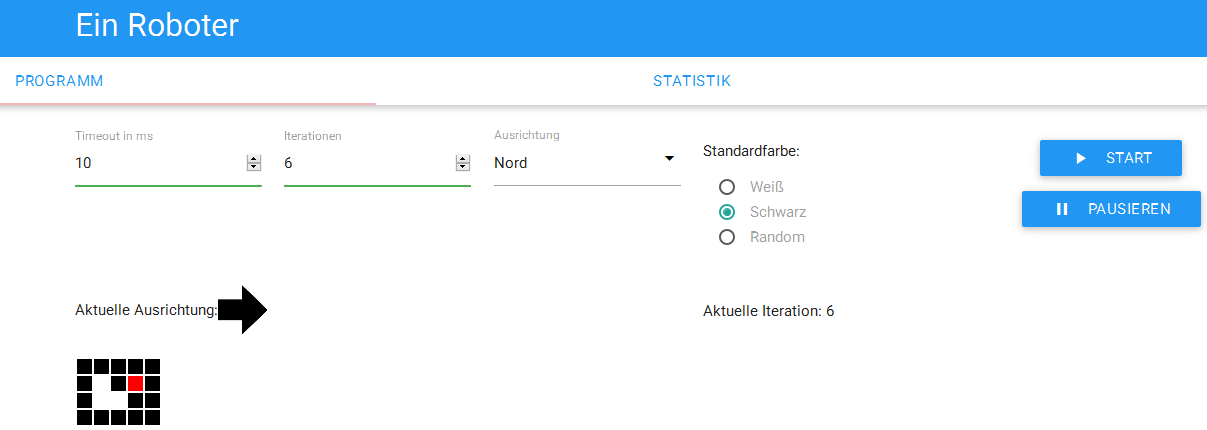 Ein Roboter
PROGRAMM
STATISTIK
Timeout in ms
10
Iterationen
6
Ausrichtung
Nord
Standardfarbe:
Weiß
Schwarz
Random
START
PAUSIEREN
Aktuelle Ausrichtung:
Aktuelle Iteration: 6